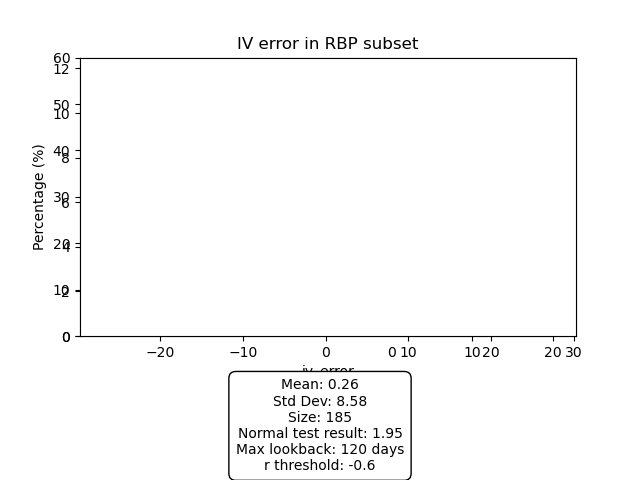 IV error in RBP subset
Percentage (%)
60
12
50
10
40
8
30
6
20
4
10
2
0
0
−20 −10 0 0 10 10 20 20 30
iv_error
Mean: 0.26
Std Dev: 8.58
Size: 185
Normal test result: 1.95
Max lookback: 120 days
r threshold: -0.6